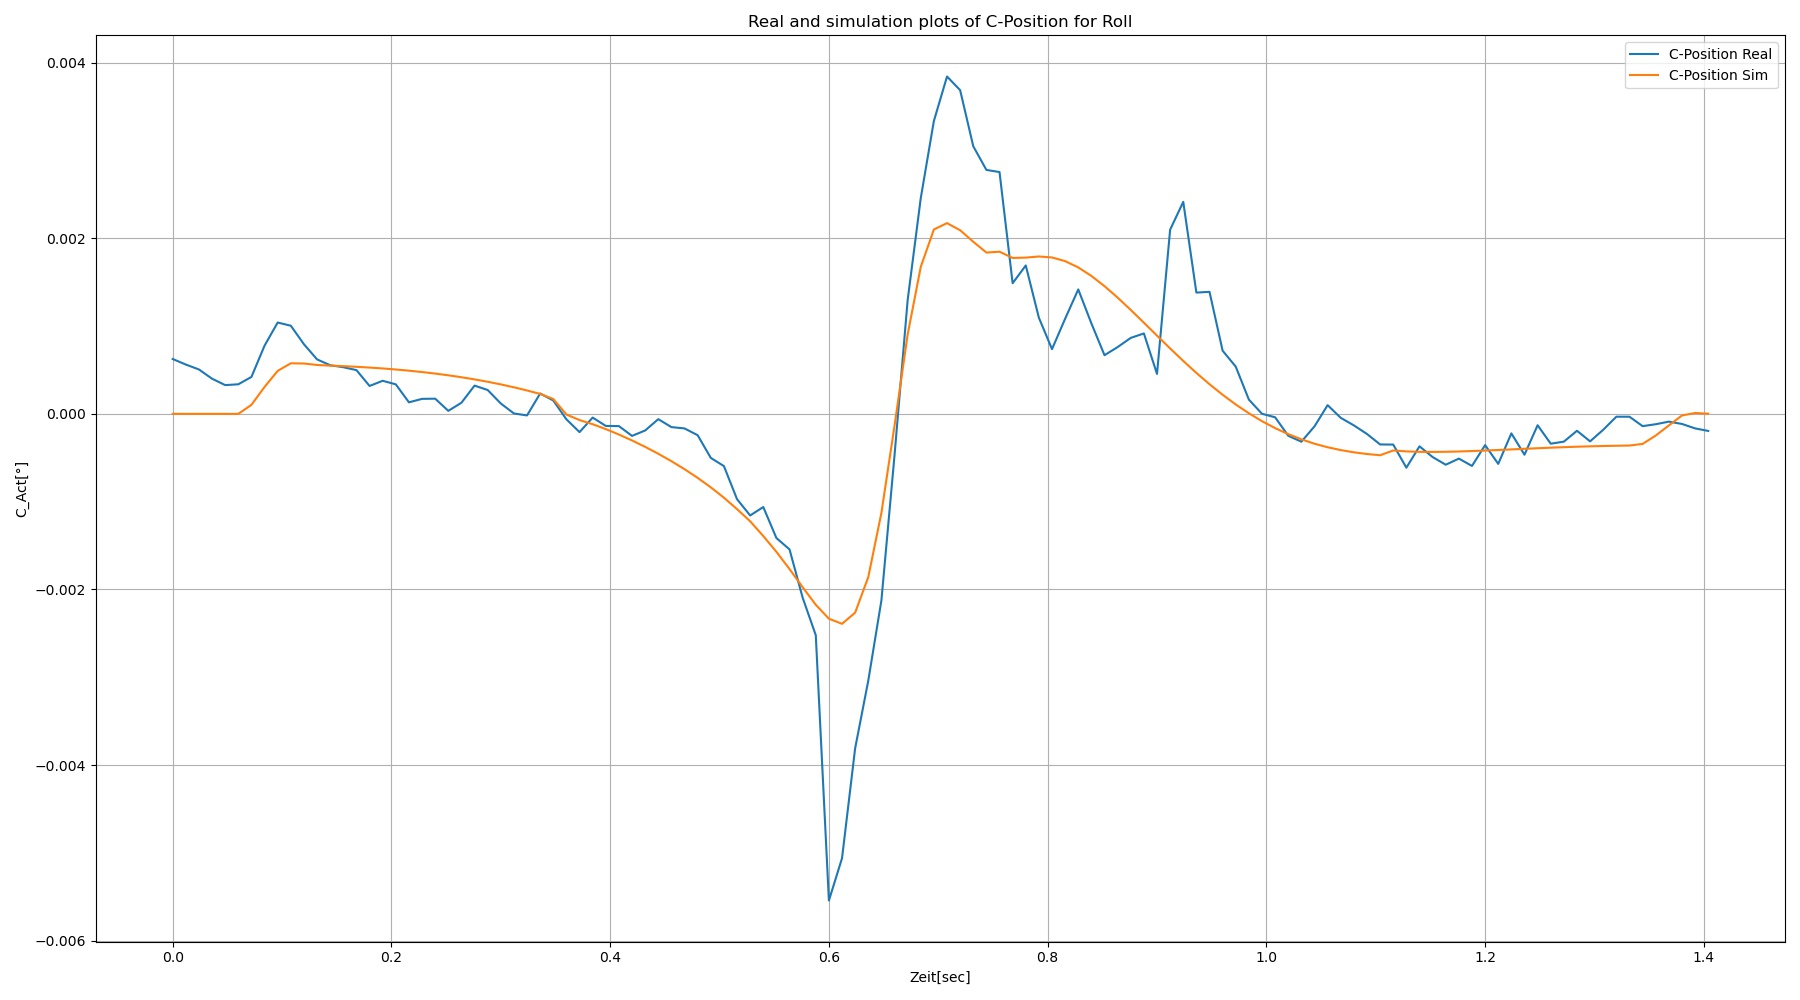 Real and simulation plots of C-Position for Roll
C-Position Real
C-Position Sim
0.004
0.002
0.000
−0.002
−0.004
−0.006
C_Act[°]
0.0 0.2 0.4 0.6 0.8 1.0 1.2 1.4
Zeit[sec]